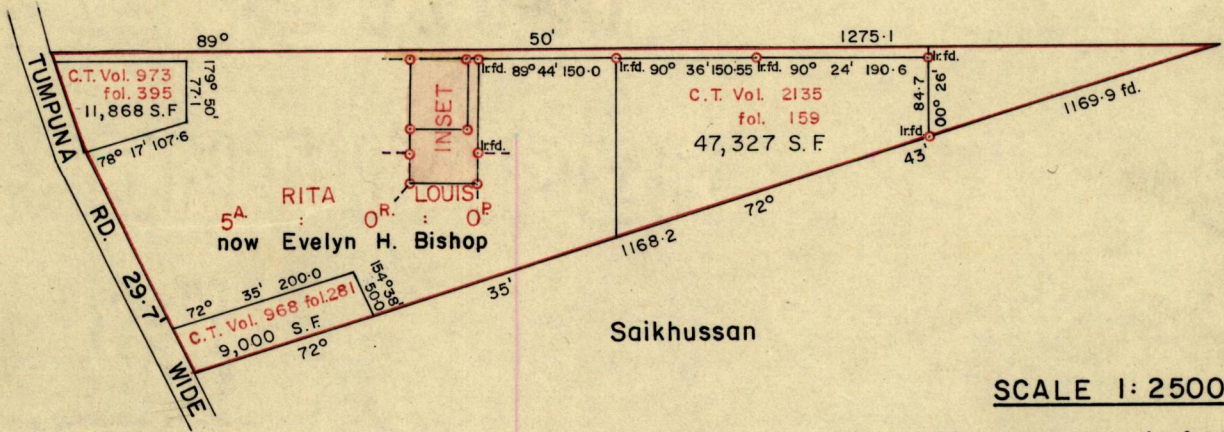 89° 50' 1275·1
TUMPUNA RD. 29·7' WIDE
C.T. Vol. 973
fol. 395
11,868 S.F
179° 50'
77·1
78° 17' 107·6
INSET
Ir.fd. 89° 44' 150·0 Ir.fd. 90° 36' 150·55 Ir.fd. 90° 24' 190·6 Ir.fd.
Ir.fd.
C.T. Vol. 2135
fol. 159
47,327 S.F.
84·7
00° 26'
Ir.fd.
1169·9 fd.
43'
72°
1168·2
35'
72°
RITA LOUIS
5A. : 0R. : 0P.
now Evelyn H. Bishop
72° 35' 200·0
154° 38'
50·0
C.T. Vol. 968 fol. 281
9,000 S.F.
Saikhussan
SCALE 1: 2500